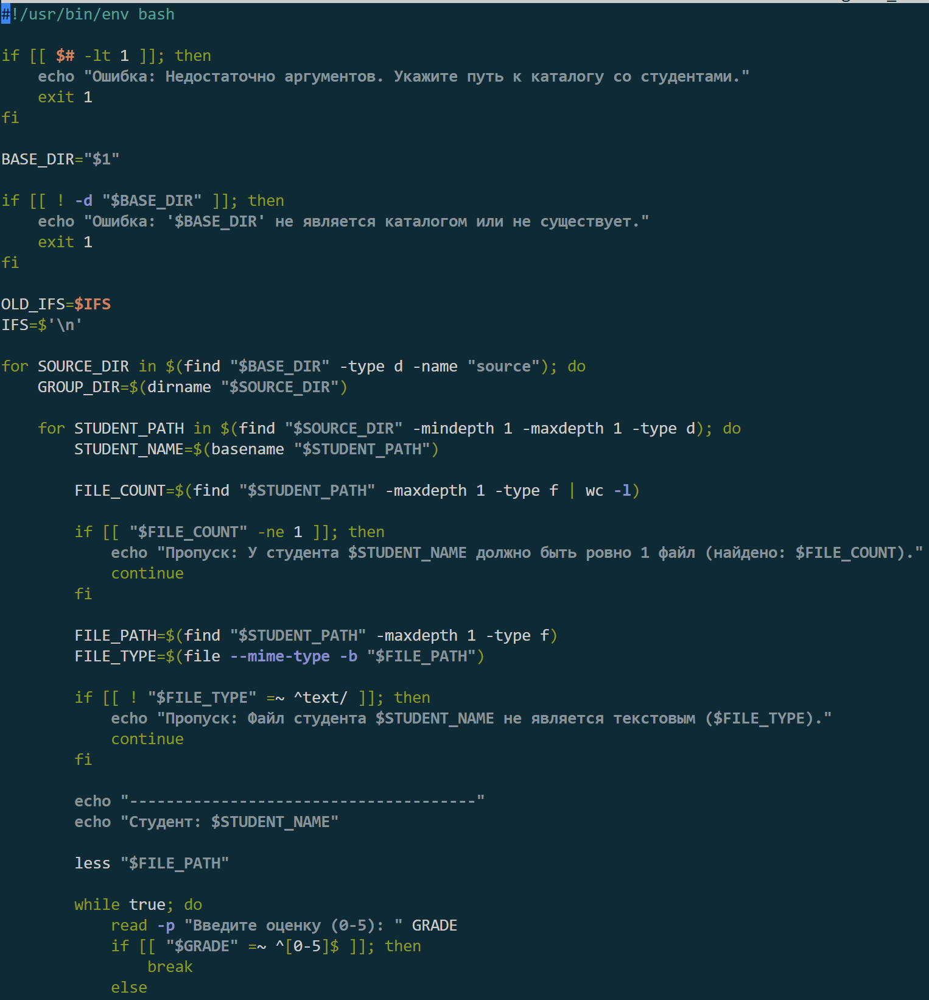 #!/usr/bin/env bash
if [[ $# -lt 1 ]]; then
    echo "Ошибка: Недостаточно аргументов. Укажите путь к каталогу со студентами."
    exit 1
fi
BASE_DIR="$1"
if [[ ! -d "$BASE_DIR" ]]; then
    echo "Ошибка: '$BASE_DIR' не является каталогом или не существует."
    exit 1
fi
OLD_IFS=$IFS
IFS=$'\n'
for SOURCE_DIR in $(find "$BASE_DIR" -type d -name "source"); do
    GROUP_DIR=$(dirname "$SOURCE_DIR")
    for STUDENT_PATH in $(find "$SOURCE_DIR" -mindepth 1 -maxdepth 1 -type d); do
        STUDENT_NAME=$(basename "$STUDENT_PATH")
        FILE_COUNT=$(find "$STUDENT_PATH" -maxdepth 1 -type f | wc -l)
        if [[ "$FILE_COUNT" -ne 1 ]]; then
            echo "Пропуск: У студента $STUDENT_NAME должно быть ровно 1 файл (найдено: $FILE_COUNT)."
            continue
        fi
        FILE_PATH=$(find "$STUDENT_PATH" -maxdepth 1 -type f)
        FILE_TYPE=$(file --mime-type -b "$FILE_PATH")
        if [[ ! "$FILE_TYPE" =~ ^text/ ]]; then
            echo "Пропуск: Файл студента $STUDENT_NAME не является текстовым ($FILE_TYPE)."
            continue
        fi
        echo "--------------------------------------"
        echo "Студент: $STUDENT_NAME"
        less "$FILE_PATH"
        while true; do
            read -p "Введите оценку (0-5): " GRADE
            if [[ "$GRADE" =~ ^[0-5]$ ]]; then
                break
            else